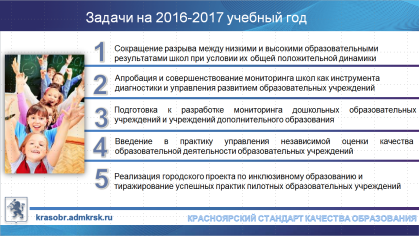 Задачи на 2016-2017 учебный год
1 Сокращение разрыва между низкими и высокими образовательными
результатами школ при условии их общей положительной динамики
2 Апробация и совершенствование мониторинга школ как инструмента
диагностики и управления развитием образовательных учреждений
3 Подготовка к разработке мониторинга дошкольных образовательных
учреждений и учреждений дополнительного образования
4 Введение в практику управления независимой оценки качества
образовательной деятельности образовательных учреждений
5 Реализация городского проекта по инклюзивному образованию и
тиражирование успешных практик пилотных образовательных учреждений
krasobr.admkrsk.ru
КРАСНОЯРСКИЙ СТАНДАРТ КАЧЕСТВА ОБРАЗОВАНИЯ